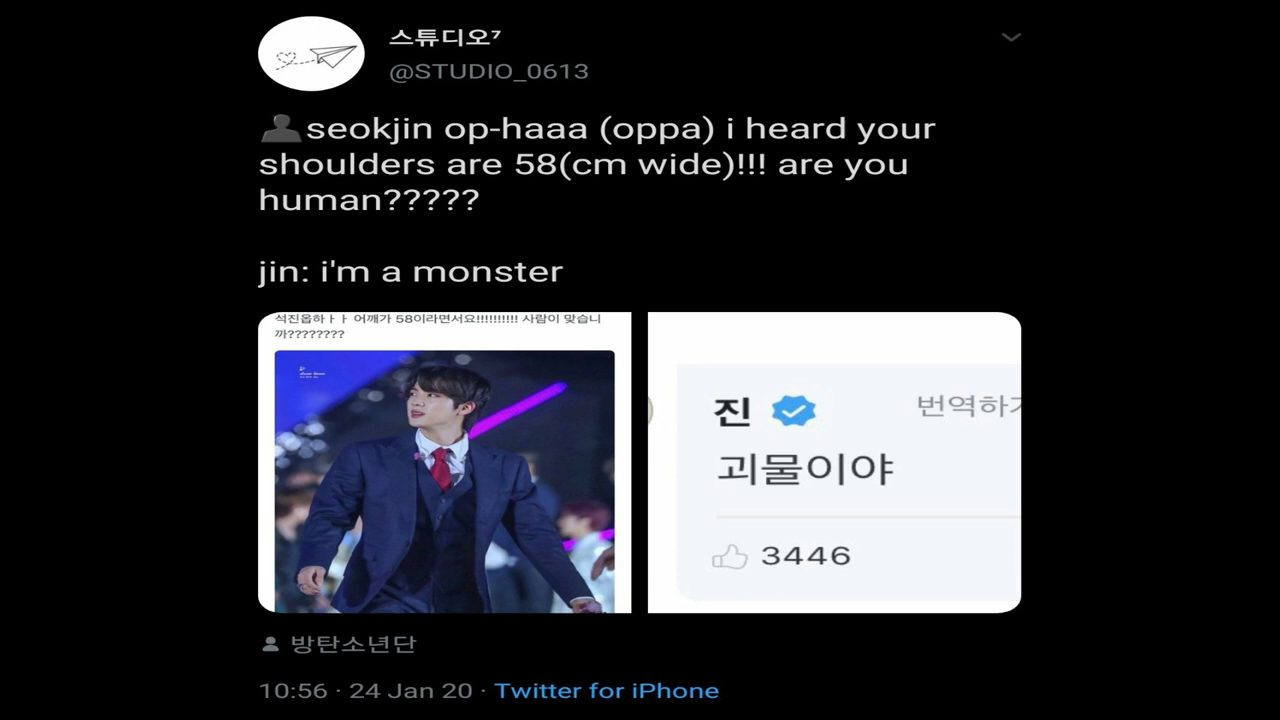 스튜디오⁷
@STUDIO_0613
seokjin op-haaa (oppa) i heard your
shoulders are 58(cm wide)!!! are you
human?????
jin: i'm a monster
석진옵하ㅏㅏ 어깨가 58이라면서요!!!!!!!!!! 사람이 맞습니
까????????
진
번역하기
괴물이야
3446
방탄소년단
10:56 · 24 Jan 20 · Twitter for iPhone